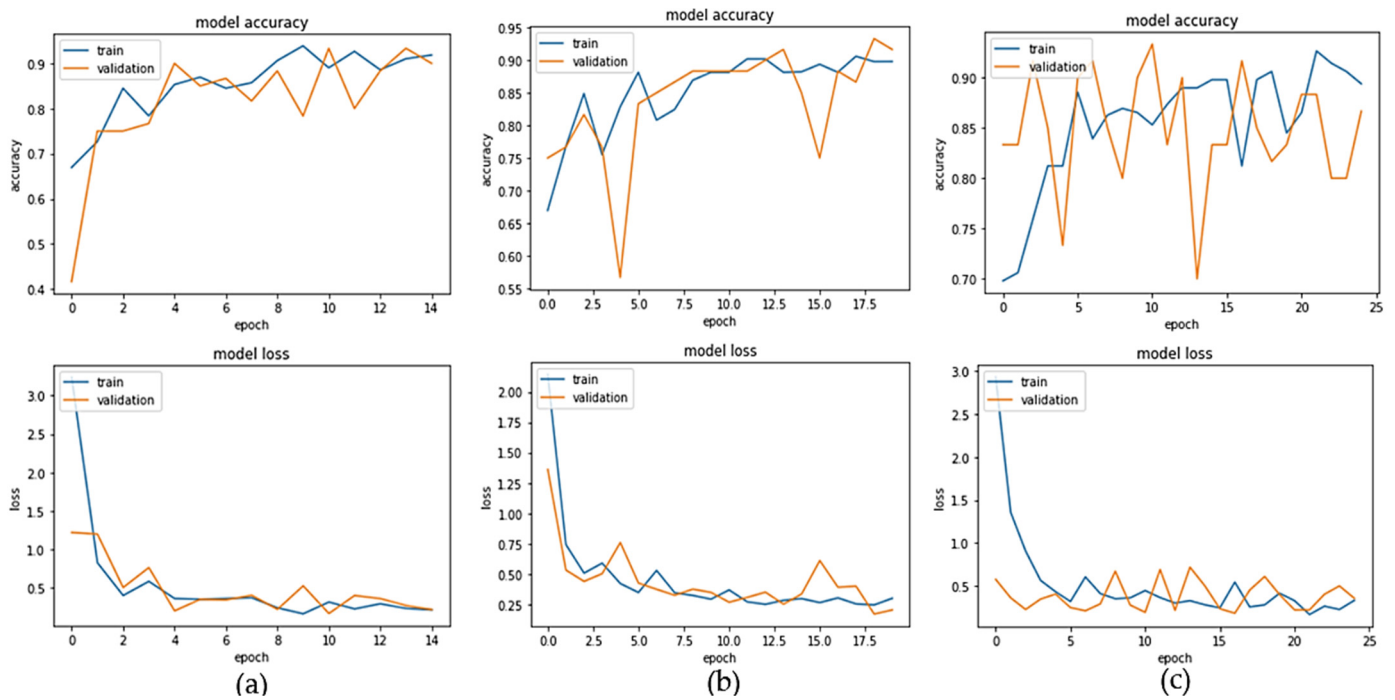 model accuracy
train
validation
accuracy
0.9
0.8
0.7
0.6
0.5
0.4
0 2 4 6 8 10 12 14
epoch
model accuracy
train
validation
accuracy
0.95
0.90
0.85
0.80
0.75
0.70
0.65
0.60
0.55
0.0 2.5 5.0 7.5 10.0 12.5 15.0 17.5
epoch
model accuracy
train
validation
accuracy
0.90
0.85
0.80
0.75
0.70
0 5 10 15 20 25
epoch
model loss
train
validation
loss
3.0
2.5
2.0
1.5
1.0
0.5
0 2 4 6 8 10 12 14
epoch
(a)
model loss
train
validation
loss
2.00
1.75
1.50
1.25
1.00
0.75
0.50
0.25
0.0 2.5 5.0 7.5 10.0 12.5 15.0 17.5
epoch
(b)
model loss
train
validation
loss
3.0
2.5
2.0
1.5
1.0
0.5
0
0 5 10 15 20 25
epoch
(c)